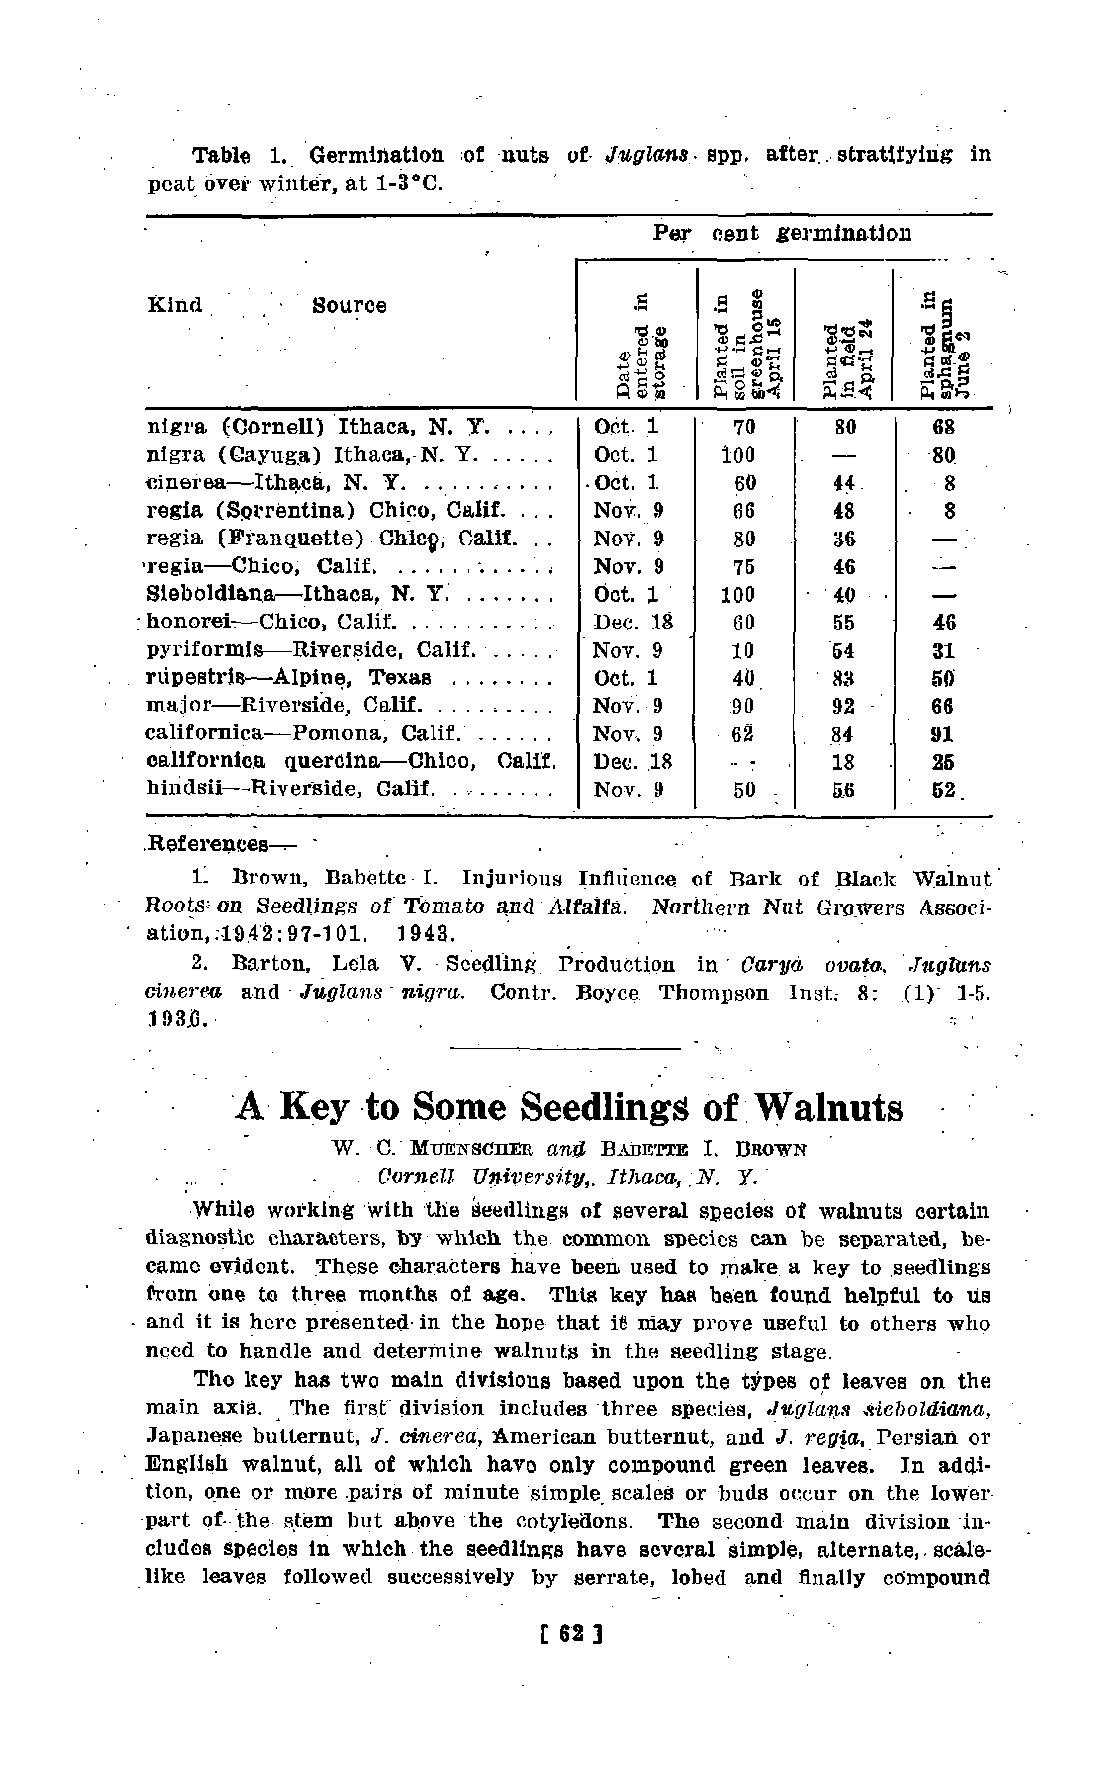 Table 1. Germination of nuts of Juglans spp. after stratifying in
peat over winter, at 1-3°C.
Per cent germination
Kind Source Date entered in storage Planted in soil in greenhouse April 15 Planted in field April 24 Planted in sphagnum June 2
nigra (Cornell) Ithaca, N. Y. .... Oct. 1 70 80 68
nigra (Cayuga) Ithaca, N. Y. ...... Oct. 1 100 — 80
cinerea—Ithaca, N. Y. .......... Oct. 1 60 44 8
regia (Sorrentina) Chico, Calif. ... Nov. 9 66 48 8
regia (Franquette) Chico, Calif. .. Nov. 9 80 36 —
regia—Chico, Calif. ........... Nov. 9 75 46 —
Sieboldiana—Ithaca, N. Y. ....... Oct. 1 100 40 —
honorei—Chico, Calif. .......... Dec. 18 60 55 46
pyriformis—Riverside, Calif. ..... Nov. 9 10 54 31
rupestris—Alpine, Texas ........ Oct. 1 40 83 50
major—Riverside, Calif. ......... Nov. 9 90 92 66
californica—Pomona, Calif. ...... Nov. 9 62 84 91
californica quercina—Chico, Calif. Dec. 18 -- 18 25
hindsii—Riverside, Calif. ........ Nov. 9 50 56 52
References—
1. Brown, Babette I. Injurious Influence of Bark of Black Walnut
Roots on Seedlings of Tomato and Alfalfa. Northern Nut Growers Associ-
ation, 1942:97-101. 1943.
2. Barton, Lela V. Seedling Production in Carya ovata, Juglans
cinerea and Juglans nigra. Contr. Boyce Thompson Inst. 8: (1) 1-5.
1936.
A Key to Some Seedlings of Walnuts
W. C. MUENSCHER and BABETTE I. BROWN
Cornell University, Ithaca, N. Y.
While working with the seedlings of several species of walnuts certain
diagnostic characters, by which the common species can be separated, be-
came evident. These characters have been used to make a key to seedlings
from one to three months of age. This key has been found helpful to us
and it is here presented in the hope that it may prove useful to others who
need to handle and determine walnuts in the seedling stage.
The key has two main divisions based upon the types of leaves on the
main axis. The first division includes three species, Juglans sieboldiana,
Japanese butternut, J. cinerea, American butternut, and J. regia, Persian or
English walnut, all of which have only compound green leaves. In addi-
tion, one or more pairs of minute simple scales or buds occur on the lower
part of the stem but above the cotyledons. The second main division in-
cludes species in which the seedlings have several simple, alternate, scale-
like leaves followed successively by serrate, lobed and finally compound
[ 62 ]